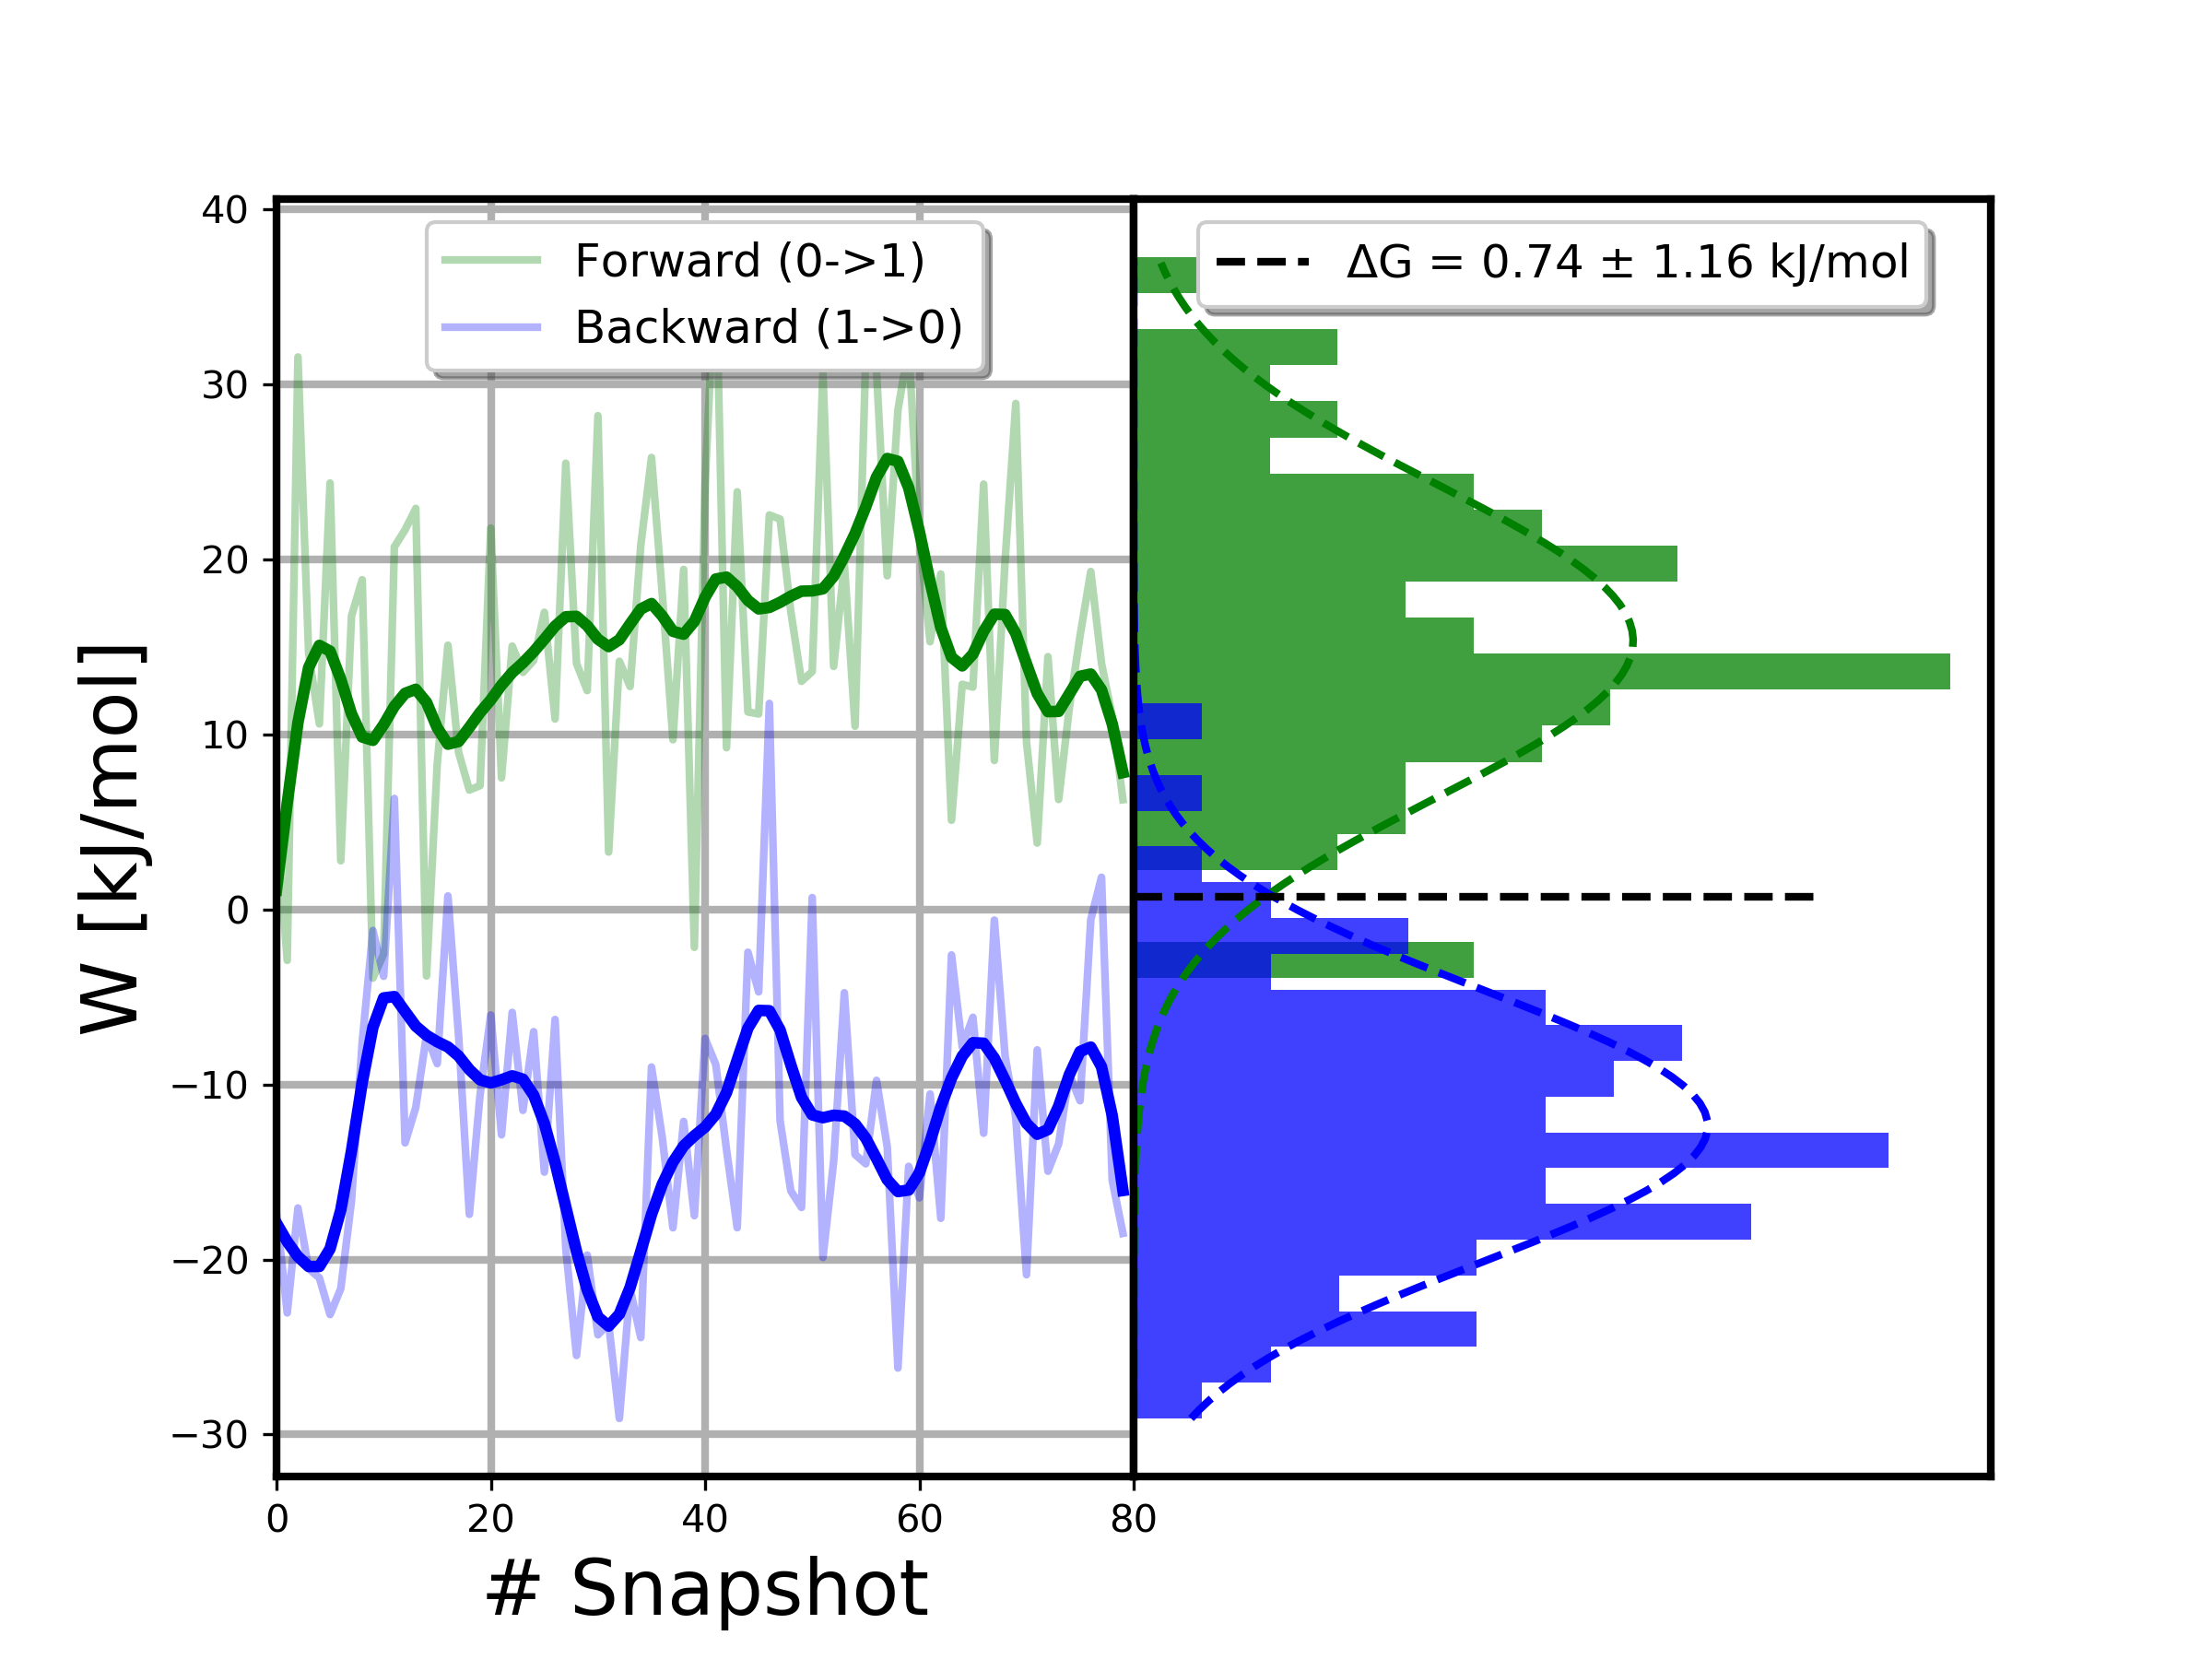 Forward (0->1)
Backward (1->0)
ΔG = 0.74 ± 1.16 kJ/mol
W [kJ/mol]
40
30
20
10
0
−10
−20
−30
0 20 40 60 80
# Snapshot